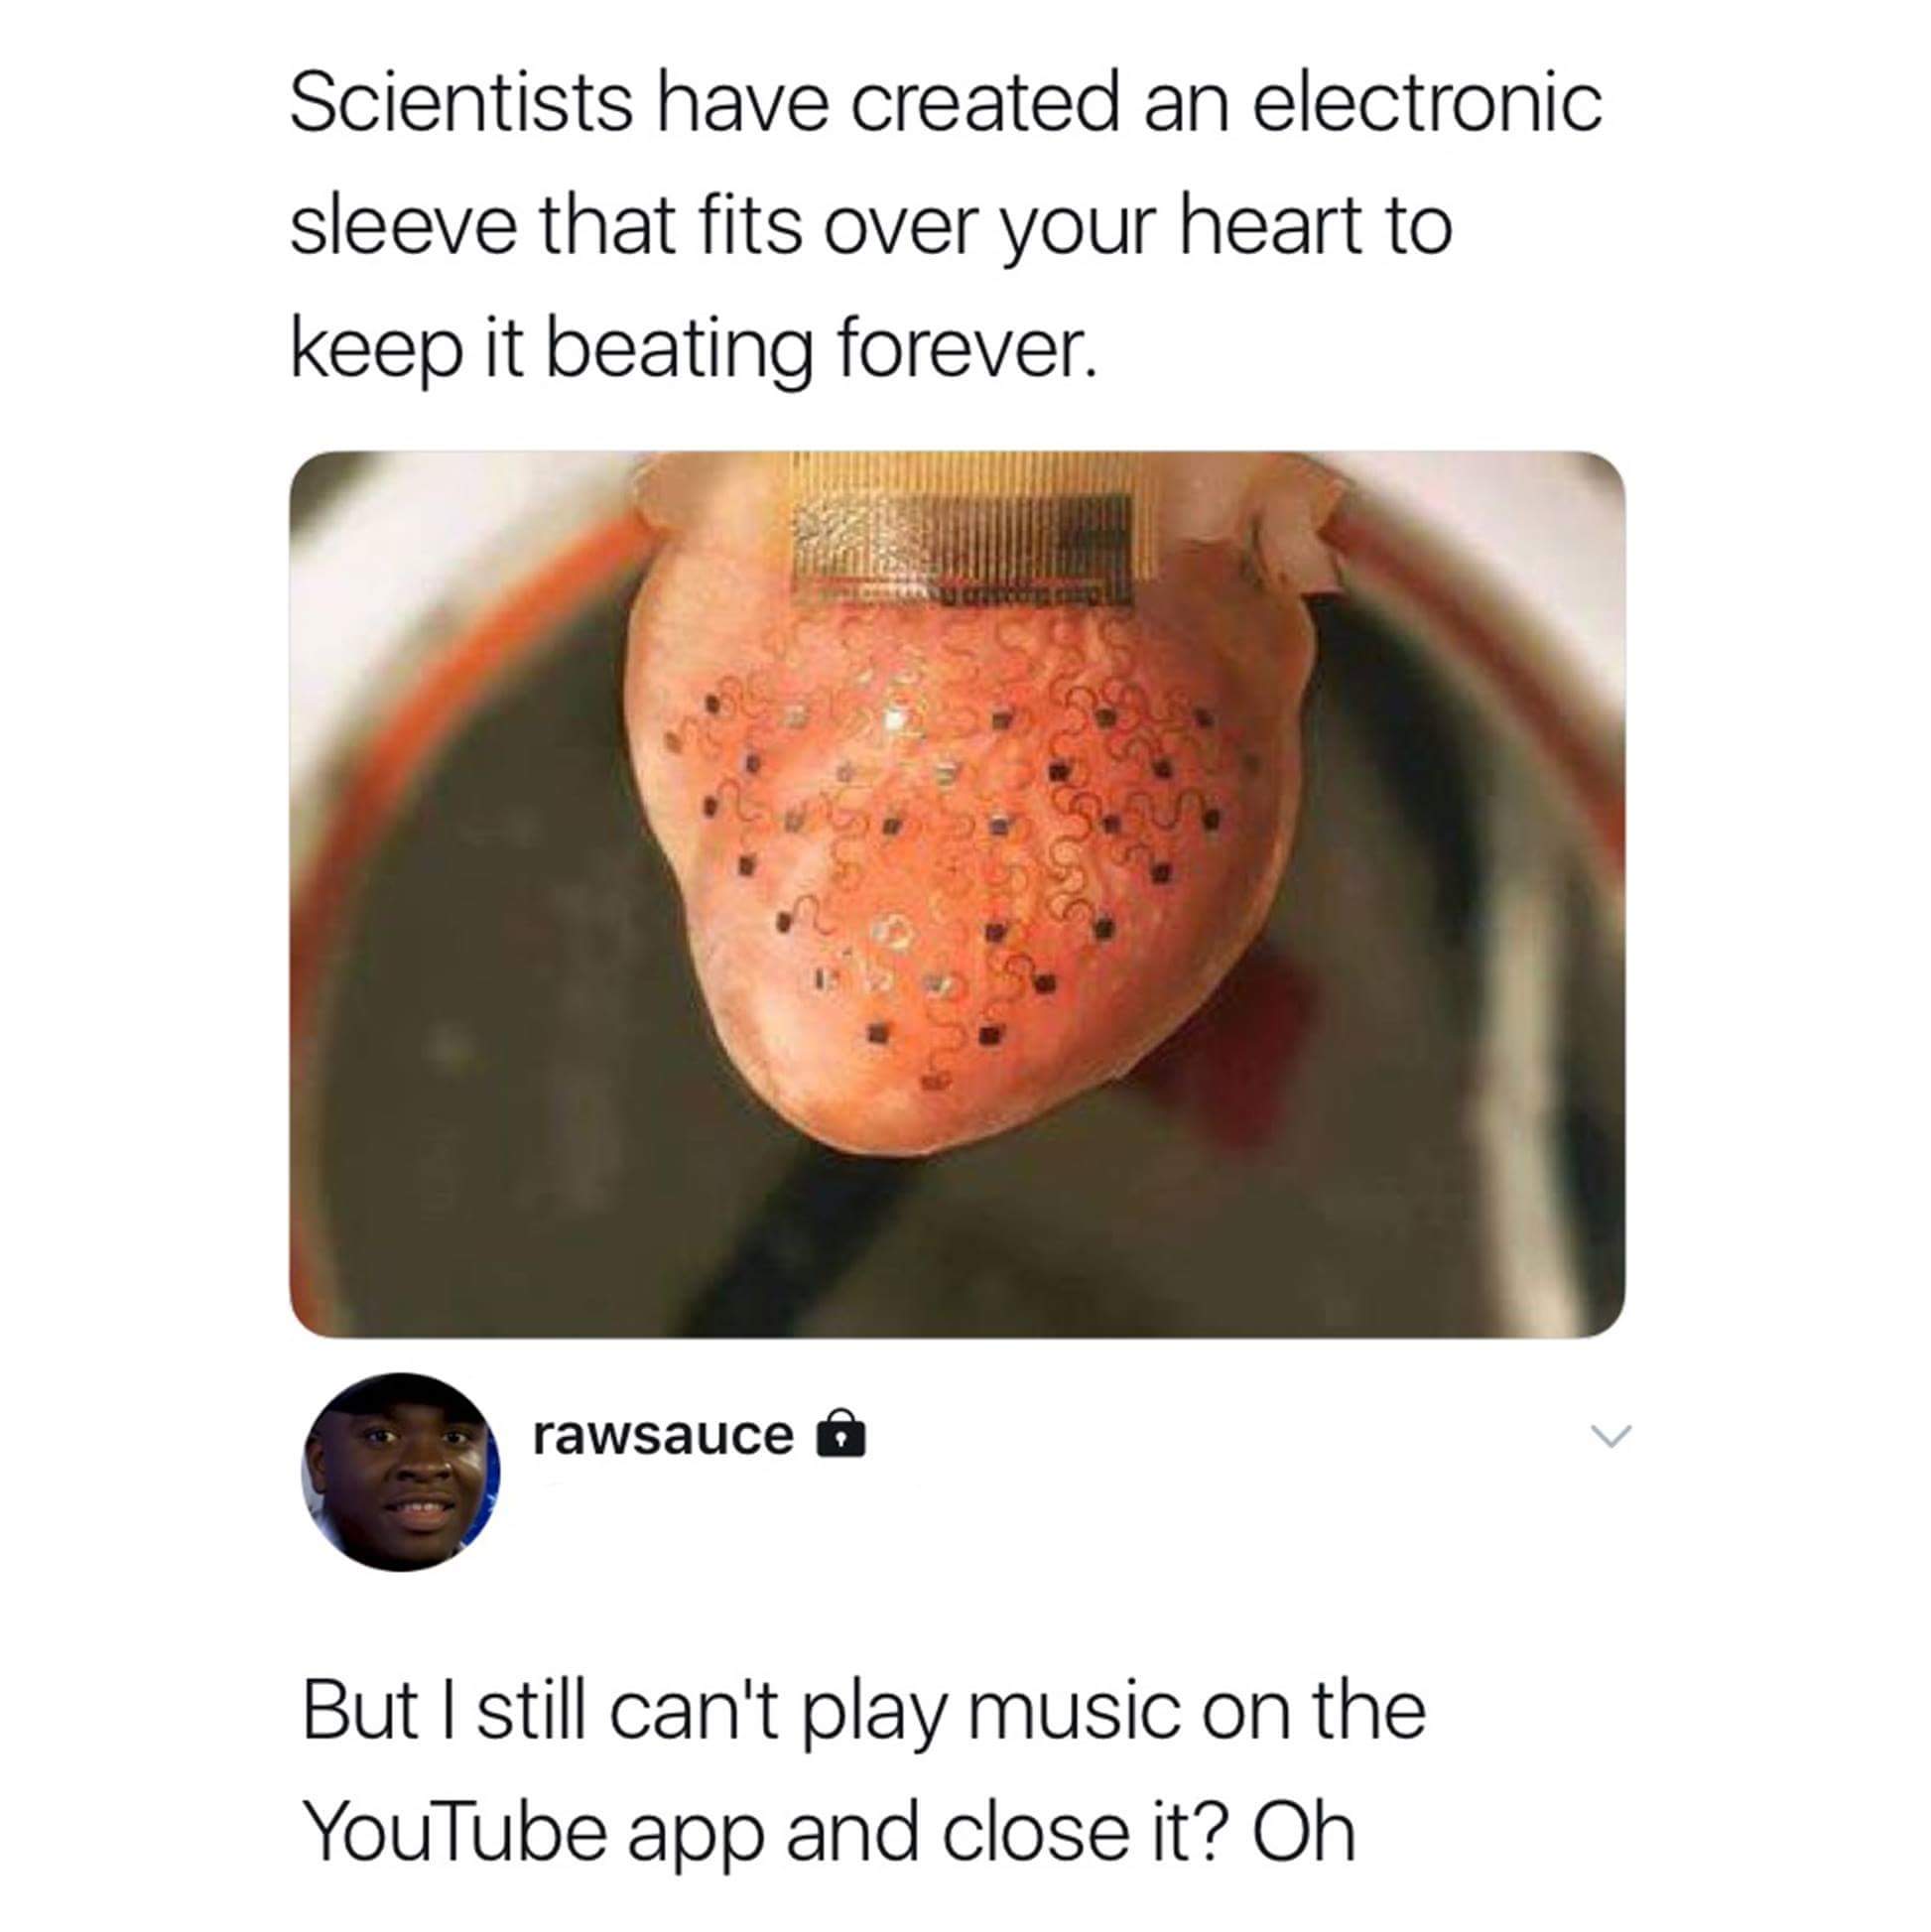 Scientists have created an electronic
sleeve that fits over your heart to
keep it beating forever.
rawsauce
But I still can't play music on the
YouTube app and close it? Oh